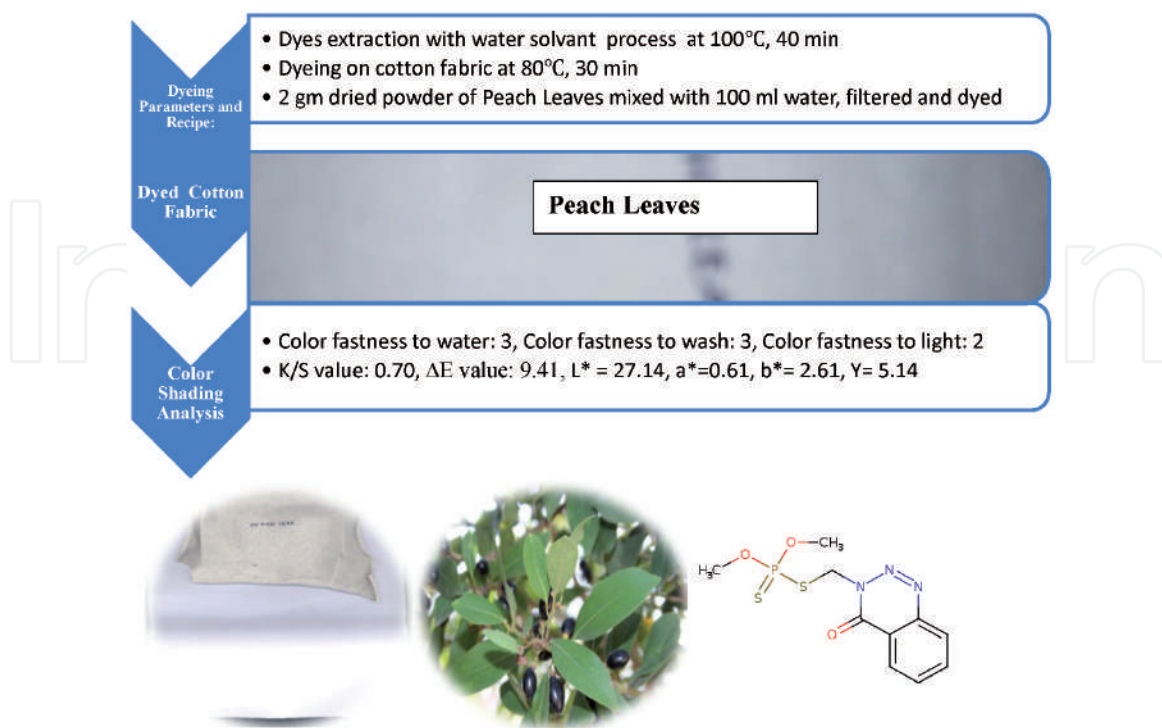 Dyeing
Parameters and
Recipe:
• Dyes extraction with water solvant process at 100°C, 40 min
• Dyeing on cotton fabric at 80°C, 30 min
• 2 gm dried powder of Peach Leaves mixed with 100 ml water, filtered and dyed
Dyed Cotton
Fabric
Peach Leaves
Color
Shading
Analysis
• Color fastness to water: 3, Color fastness to wash: 3, Color fastness to light: 2
• K/S value: 0.70, ΔE value: 9.41, L* = 27.14, a*=0.61, b*= 2.61, Y= 5.14
O CH₃
H₃C O P
S S N N N
O